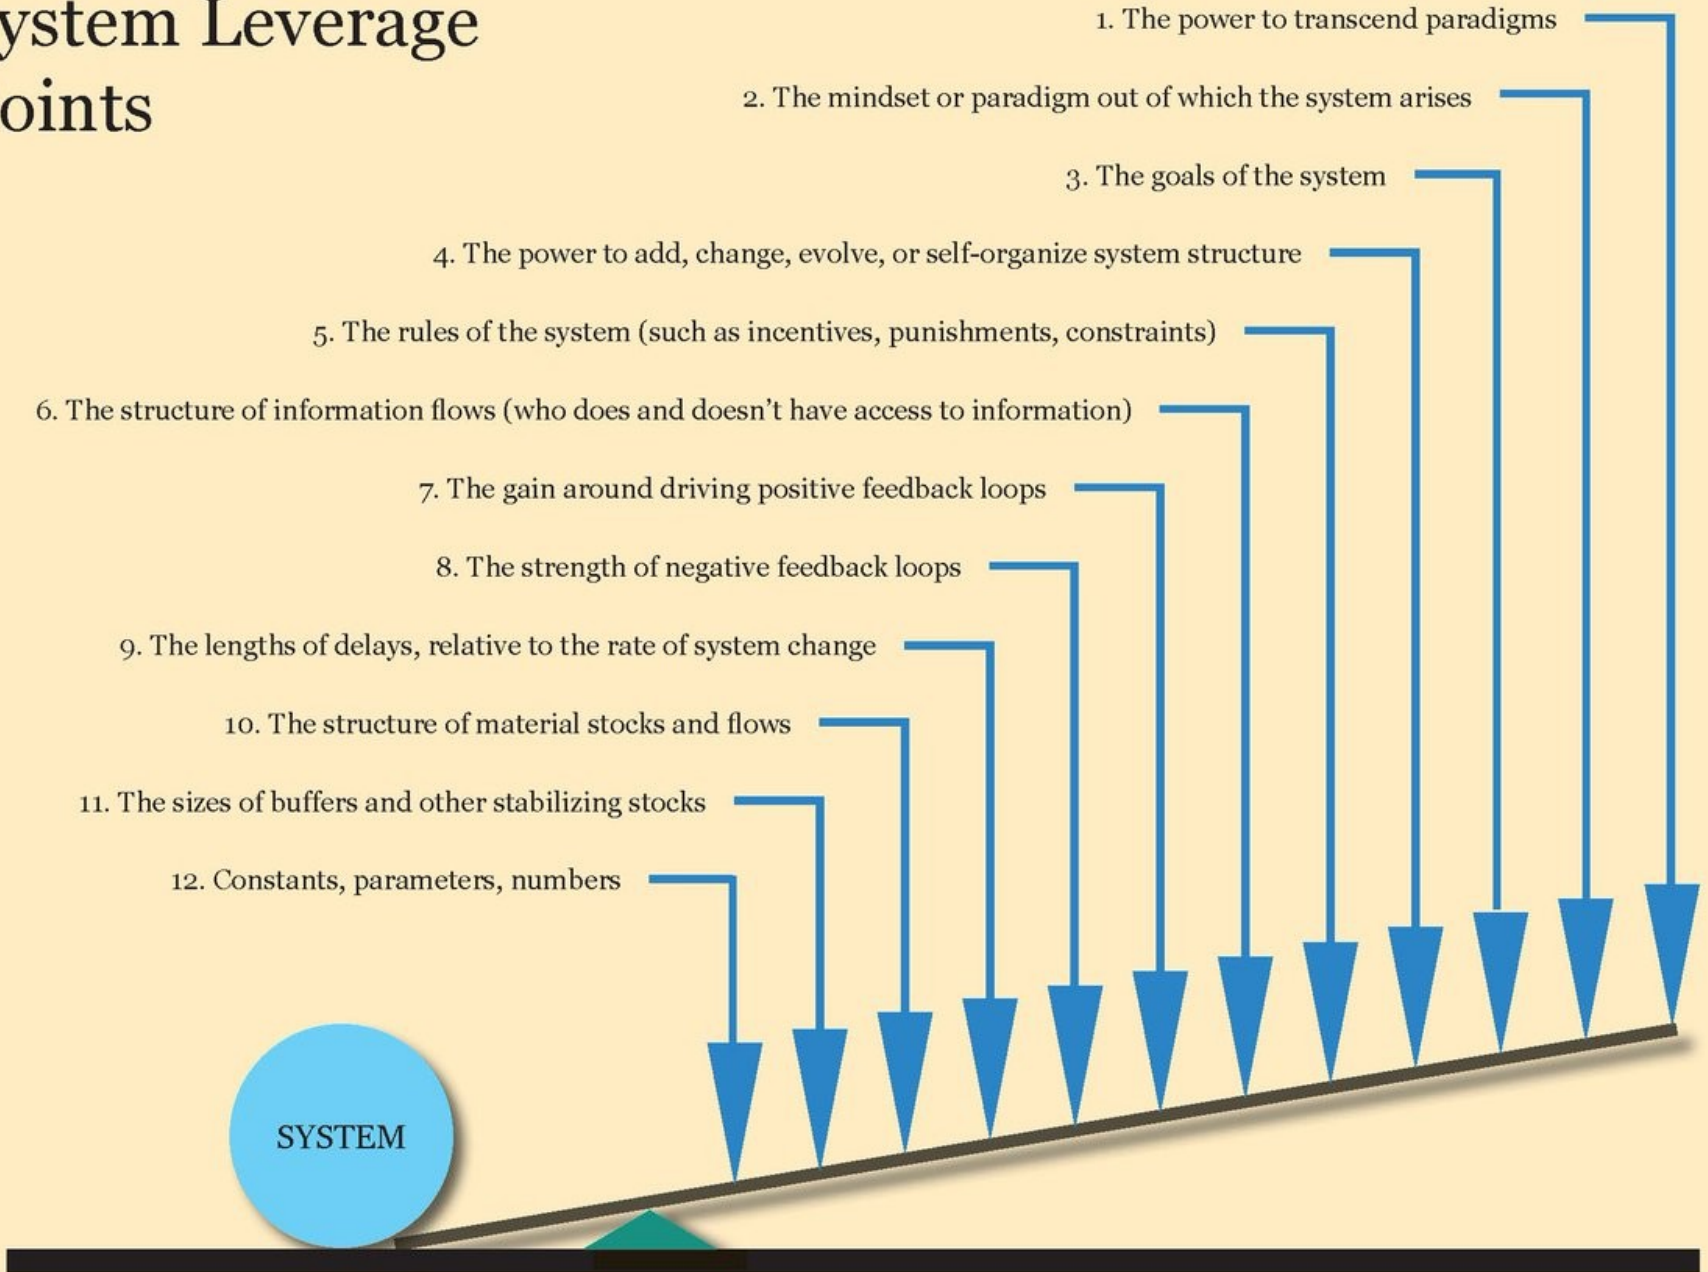 ystem Leverage
oints
1. The power to transcend paradigms
2. The mindset or paradigm out of which the system arises
3. The goals of the system
4. The power to add, change, evolve, or self-organize system structure
5. The rules of the system (such as incentives, punishments, constraints)
6. The structure of information flows (who does and doesn’t have access to information)
7. The gain around driving positive feedback loops
8. The strength of negative feedback loops
9. The lengths of delays, relative to the rate of system change
10. The structure of material stocks and flows
11. The sizes of buffers and other stabilizing stocks
12. Constants, parameters, numbers
SYSTEM